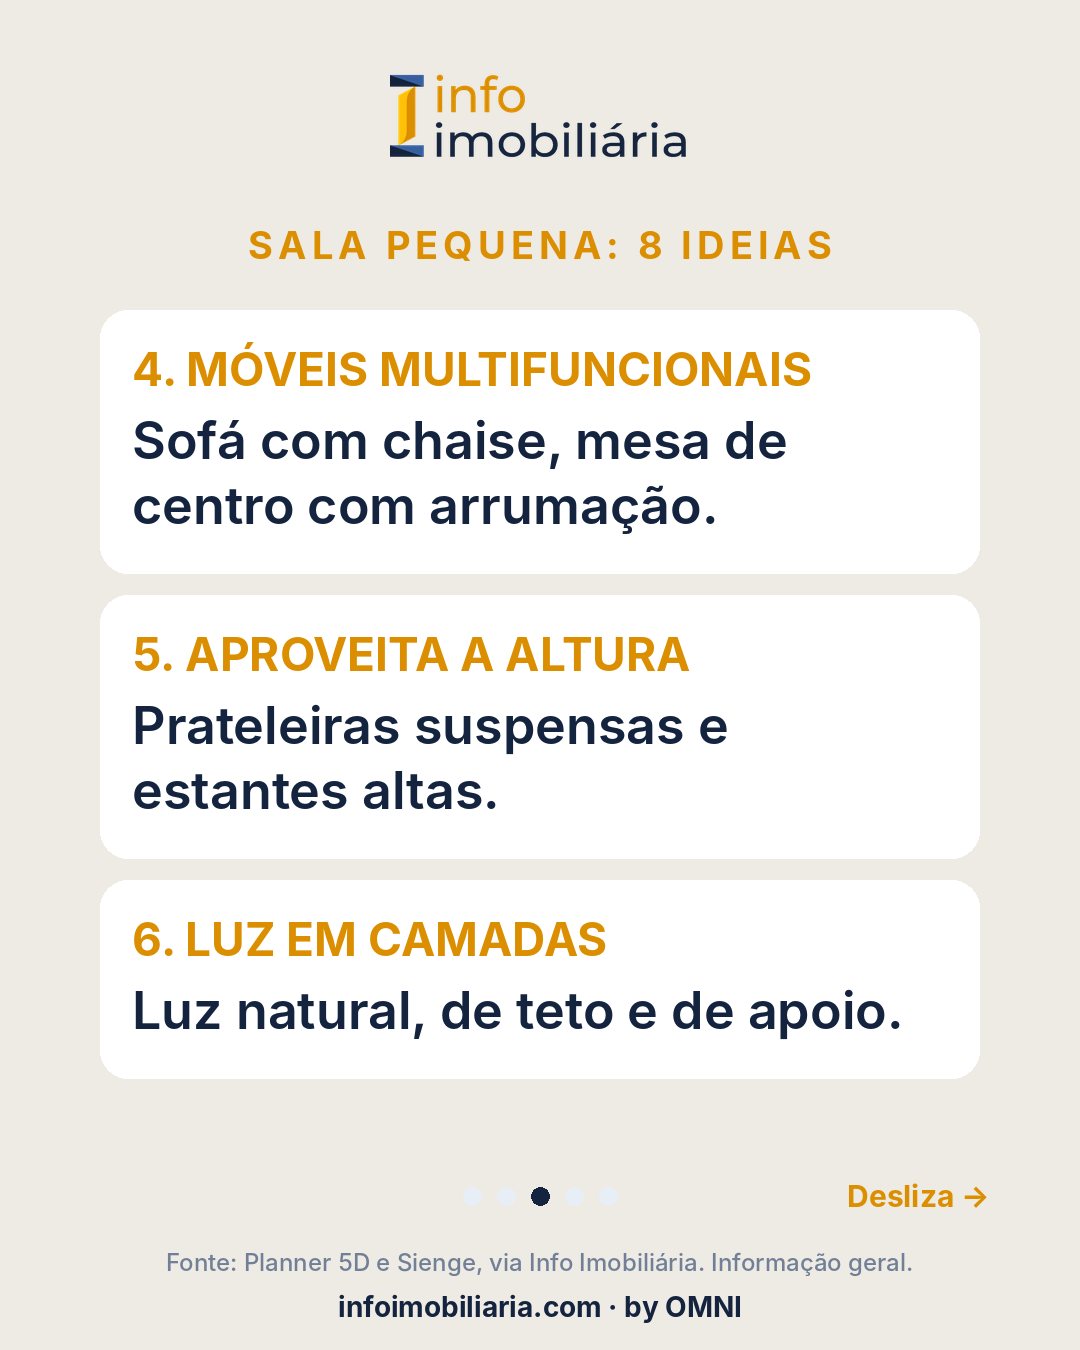 info
imobiliária
SALA PEQUENA: 8 IDEIAS
4. MÓVEIS MULTIFUNCIONAIS
Sofá com chaise, mesa de
centro com arrumação.
5. APROVEITA A ALTURA
Prateleiras suspensas e
estantes altas.
6. LUZ EM CAMADAS
Luz natural, de teto e de apoio.
Desliza →
Fonte: Planner 5D e Sienge, via Info Imobiliária. Informação geral.
infoimobiliaria.com · by OMNI